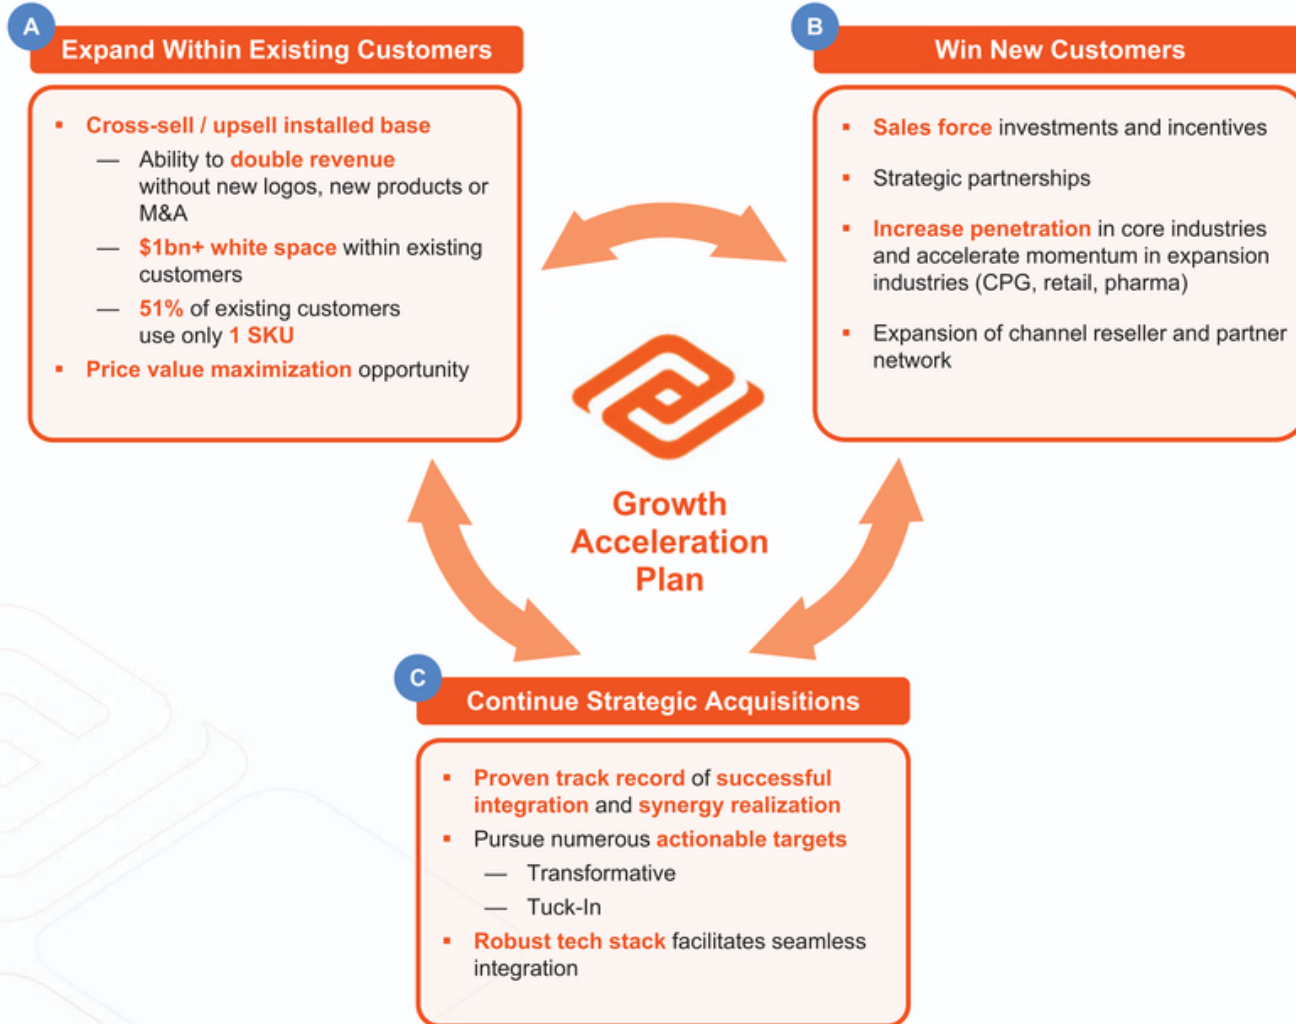 A
Expand Within Existing Customers
▪ Cross-sell / upsell installed base
— Ability to double revenue
without new logos, new products or
M&A
— $1bn+ white space within existing
customers
— 51% of existing customers
use only 1 SKU
▪ Price value maximization opportunity
B
Win New Customers
▪ Sales force investments and incentives
▪ Strategic partnerships
▪ Increase penetration in core industries
and accelerate momentum in expansion
industries (CPG, retail, pharma)
▪ Expansion of channel reseller and partner
network
Growth
Acceleration
Plan
C
Continue Strategic Acquisitions
▪ Proven track record of successful
integration and synergy realization
▪ Pursue numerous actionable targets
— Transformative
— Tuck-In
▪ Robust tech stack facilitates seamless
integration